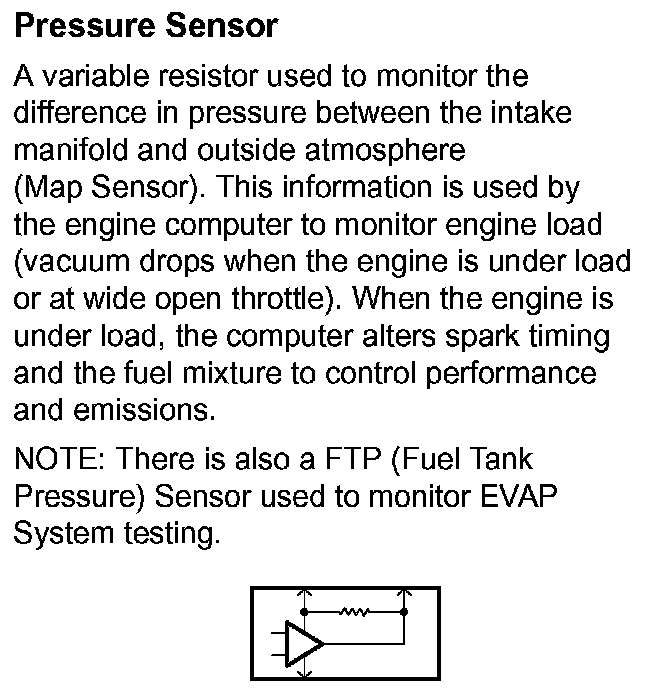 Pressure Sensor
A variable resistor used to monitor the
difference in pressure between the intake
manifold and outside atmosphere
(Map Sensor). This information is used by
the engine computer to monitor engine load
(vacuum drops when the engine is under load
or at wide open throttle). When the engine is
under load, the computer alters spark timing
and the fuel mixture to control performance
and emissions.
NOTE: There is also a FTP (Fuel Tank
Pressure) Sensor used to monitor EVAP
System testing.